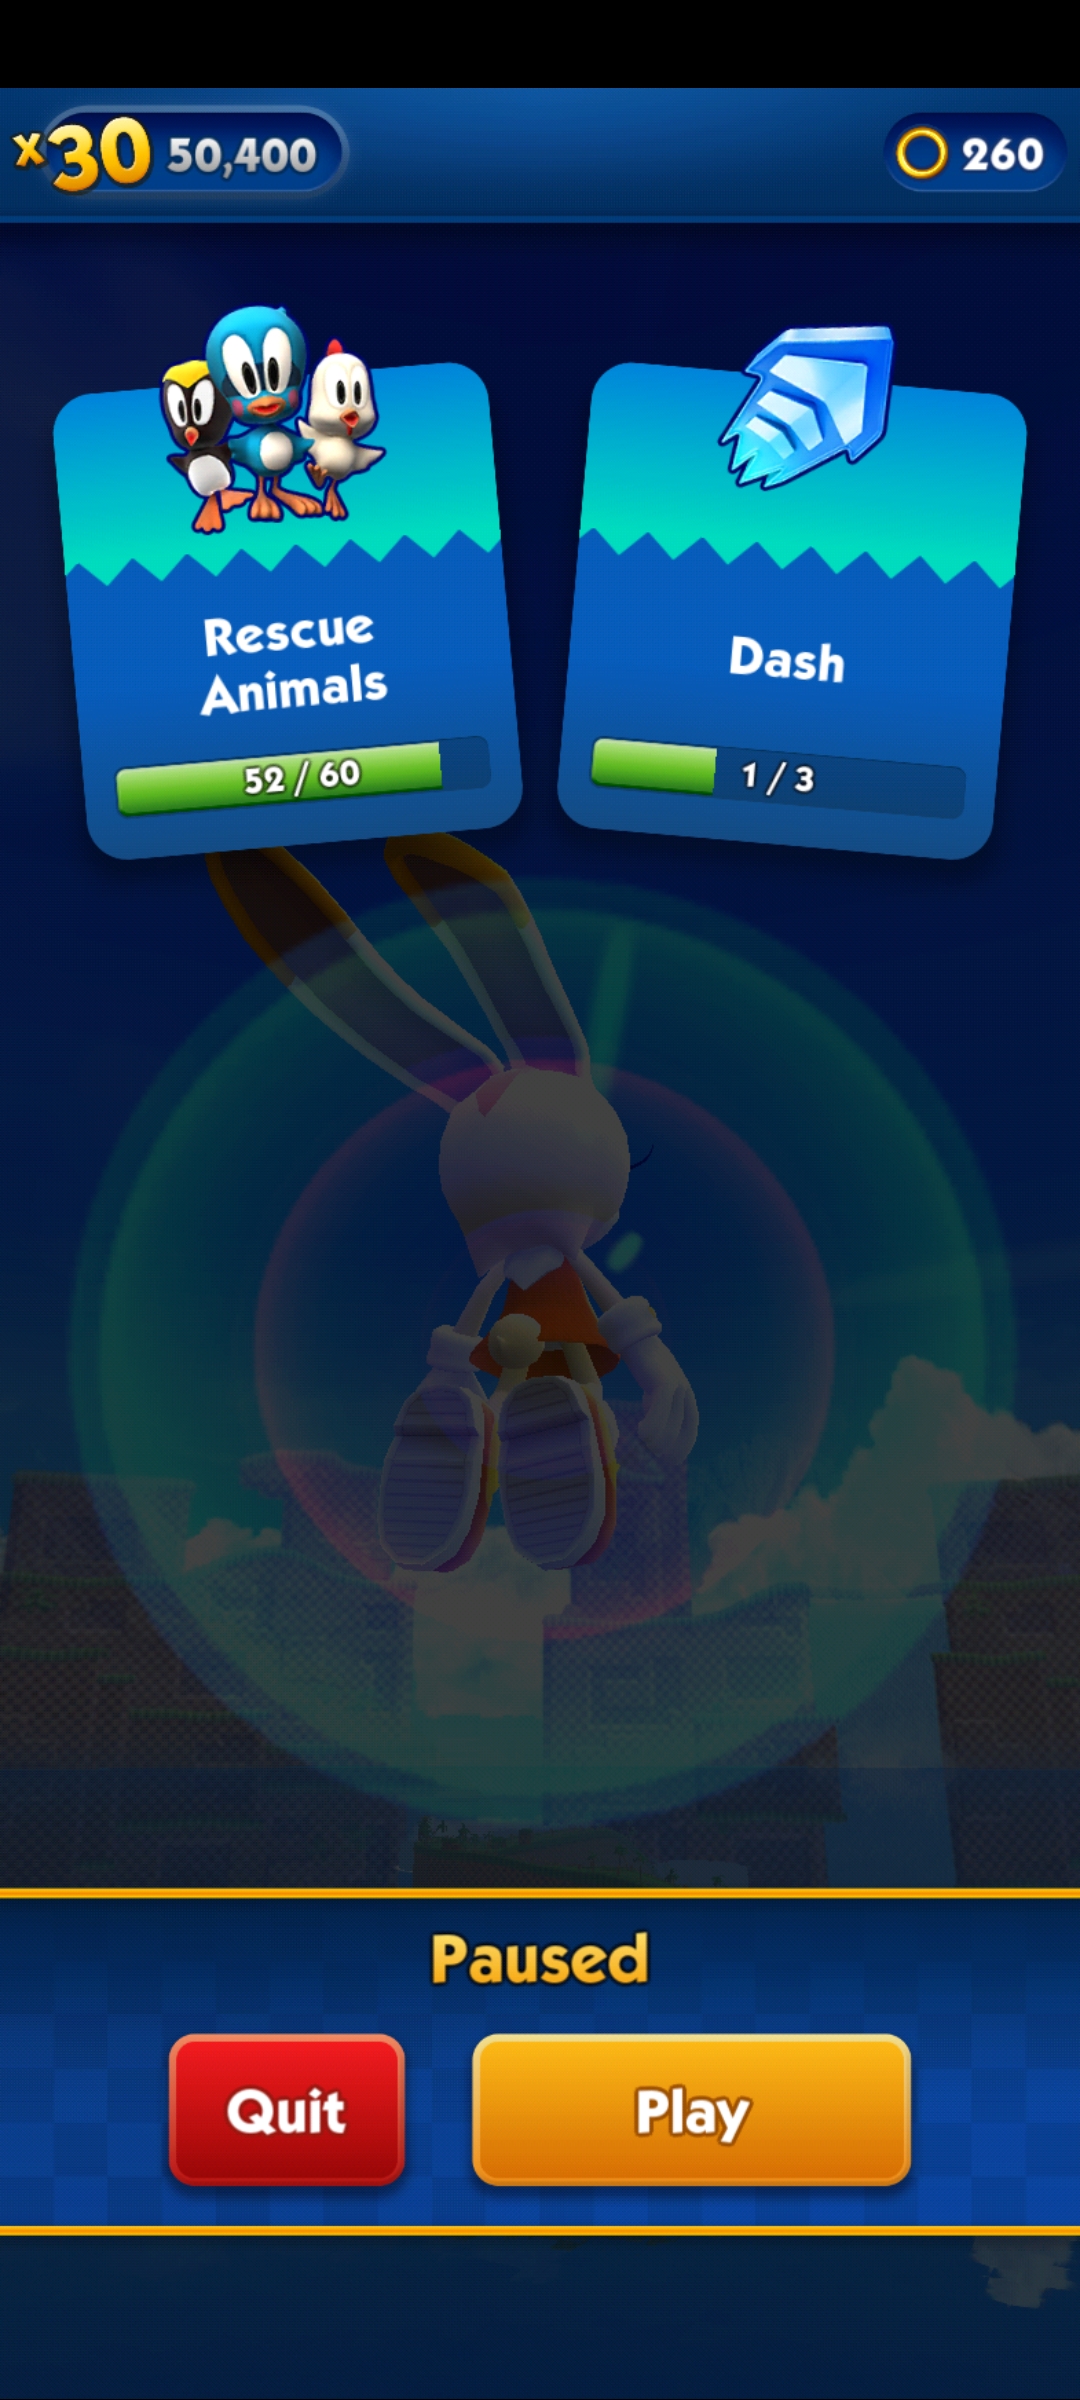 x30 50,400
260
Rescue
Animals
52 / 60
Dash
1 / 3
Paused
Quit
Play